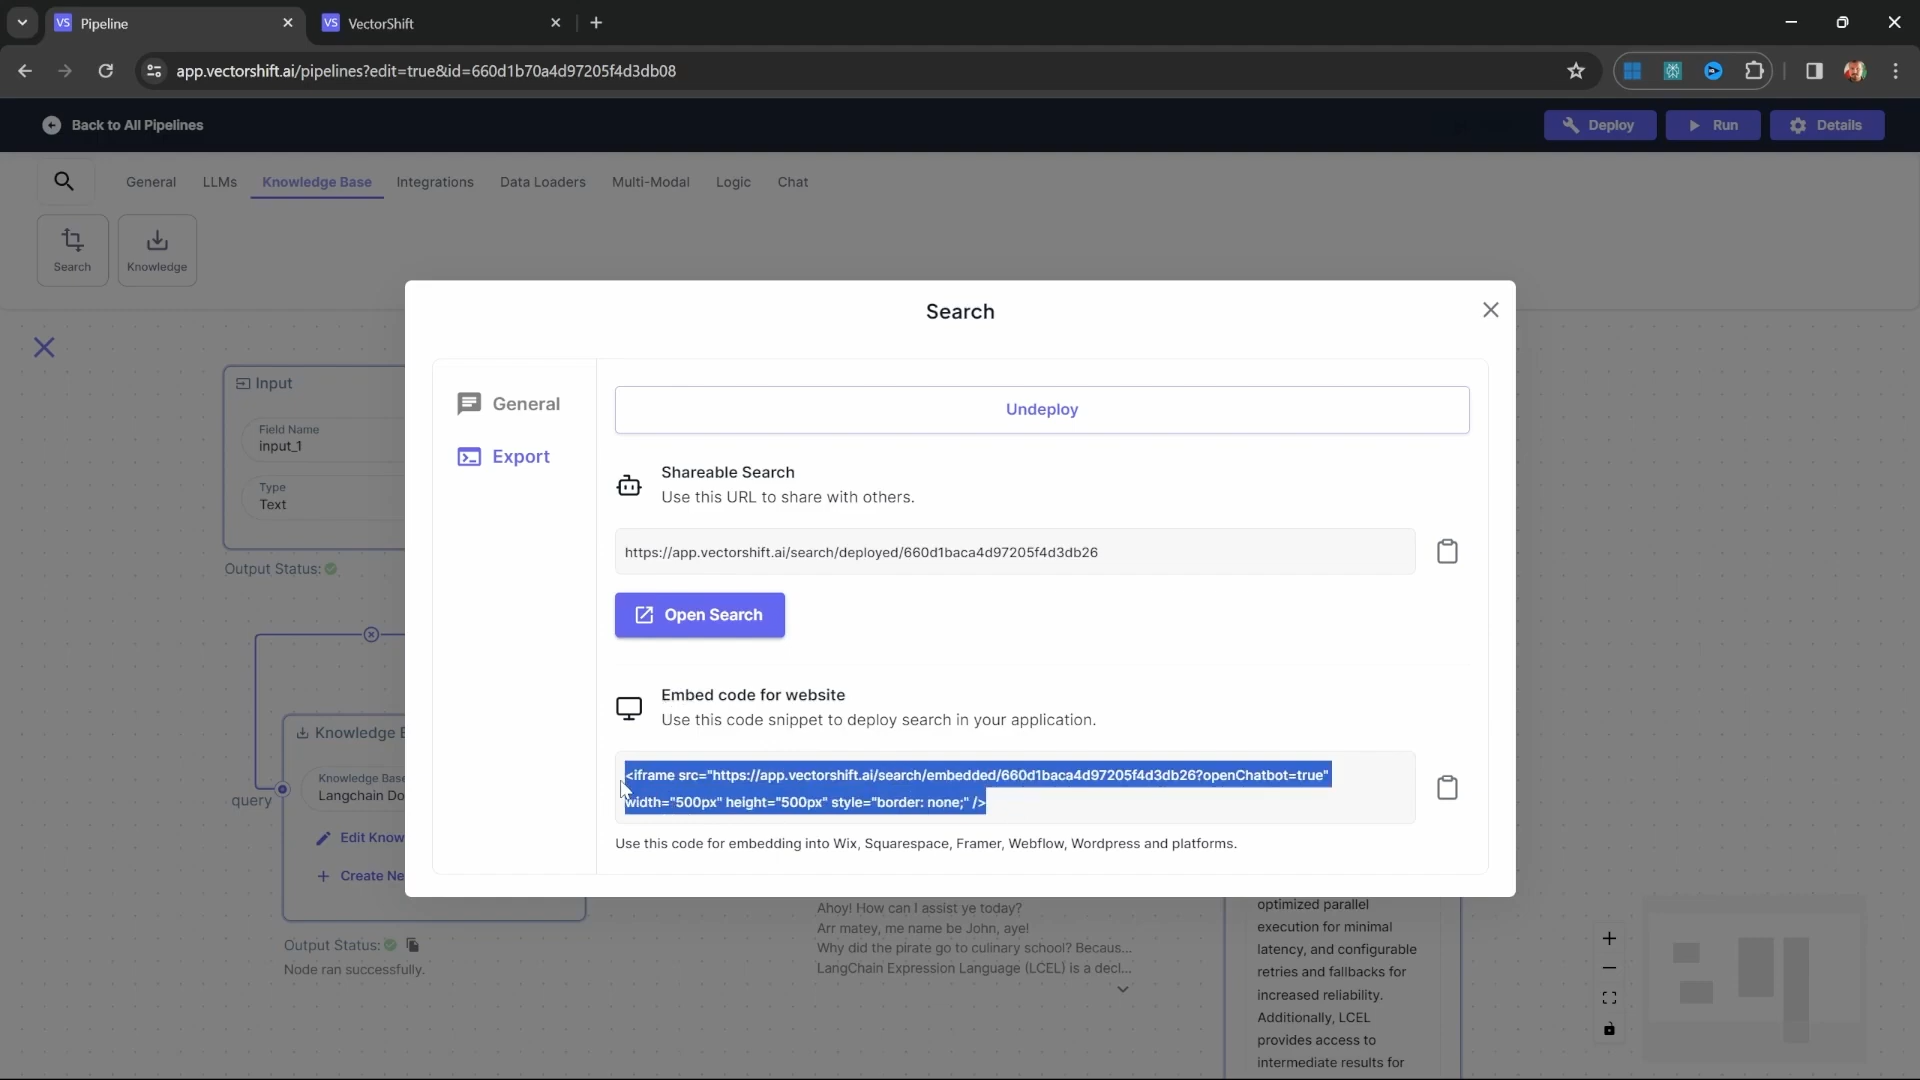 VS Pipeline
VS VectorShift
app.vectorshift.ai/pipelines?edit=true&id=660d1b70a4d97205f4d3db08
Back to All Pipelines
Deploy
Run
Details
General
LLMs
Knowledge Base
Integrations
Data Loaders
Multi-Modal
Logic
Chat
Search
Knowledge
Search
General
Export
Undeploy
Shareable Search
Use this URL to share with others.
https://app.vectorshift.ai/search/deployed/660d1baca4d97205f4d3db26
Open Search
Embed code for website
Use this code snippet to deploy search in your application.
<iframe src="https://app.vectorshift.ai/search/embedded/660d1baca4d97205f4d3db26?openChatbot=true"
width="500px" height="500px" style="border: none;" />
Use this code for embedding into Wix, Squarespace, Framer, Webflow, Wordpress and platforms.
Input
Field Name
input_1
Type
Text
Output Status:
Knowledge B
Knowledge Base
Langchain Do
query
Edit Know
Create Ne
Output Status:
Node ran successfully.
Ahoy! How can I assist ye today?
Arr matey, me name be John, aye!
Why did the pirate go to culinary school? Becaus...
LangChain Expression Language (LCEL) is a decl...
optimized parallel
execution for minimal
latency, and configurable
retries and fallbacks for
increased reliability.
Additionally, LCEL
provides access to
intermediate results for